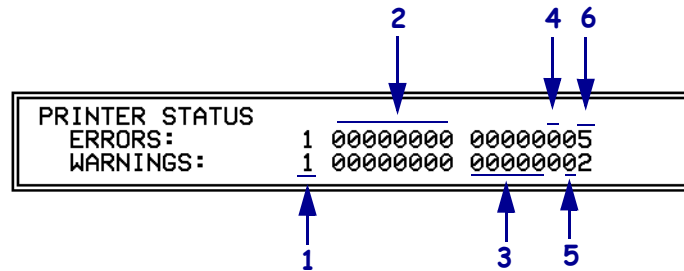 2 4 6
PRINTER STATUS
ERRORS: 1 00000000 00000005
WARNINGS: 1 00000000 00000002
1 3 5